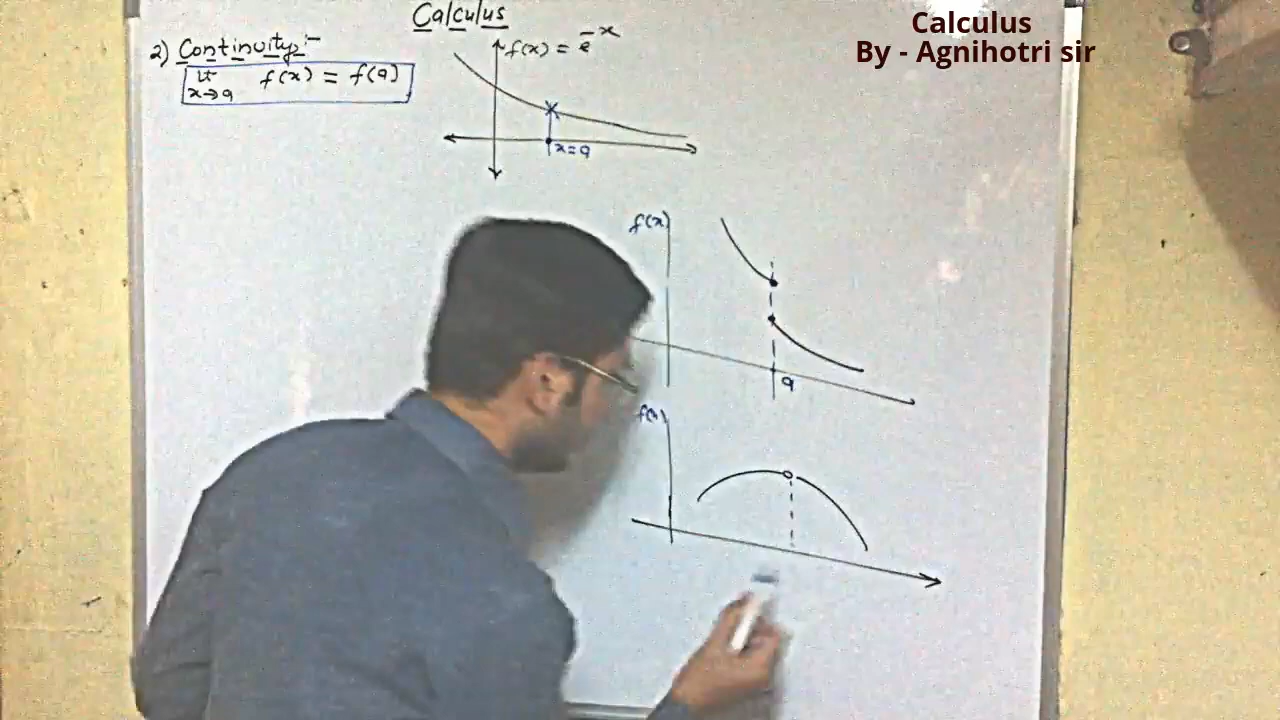 Calculus
Calculus
By - Agnihotri sir
2) Continuity:-
lt f(x) = f(a)
x→a
f(x) = e^-x
x=a
f(x)
a
f(x)